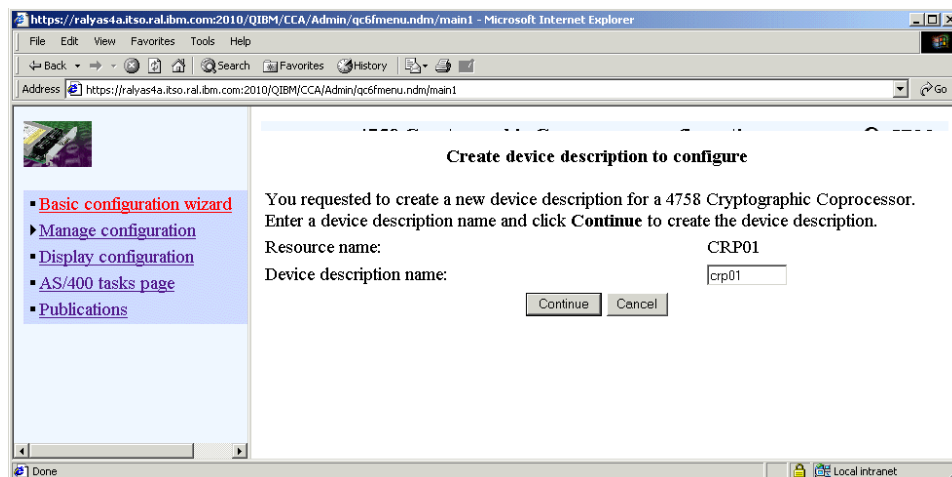 https://ralyas4a.itso.ral.ibm.com:2010/QIBM/CCA/Admin/qc6fmenu.ndm/main1 - Microsoft Internet Explorer
File Edit View Favorites Tools Help
Back Search Favorites History
Address https://ralyas4a.itso.ral.ibm.com:2010/QIBM/CCA/Admin/qc6fmenu.ndm/main1 Go
Basic configuration wizard
Manage configuration
Display configuration
AS/400 tasks page
Publications
Create device description to configure
You requested to create a new device description for a 4758 Cryptographic Coprocessor.
Enter a device description name and click Continue to create the device description.
Resource name: CRP01
Device description name: crp01
Continue Cancel
Done Local intranet